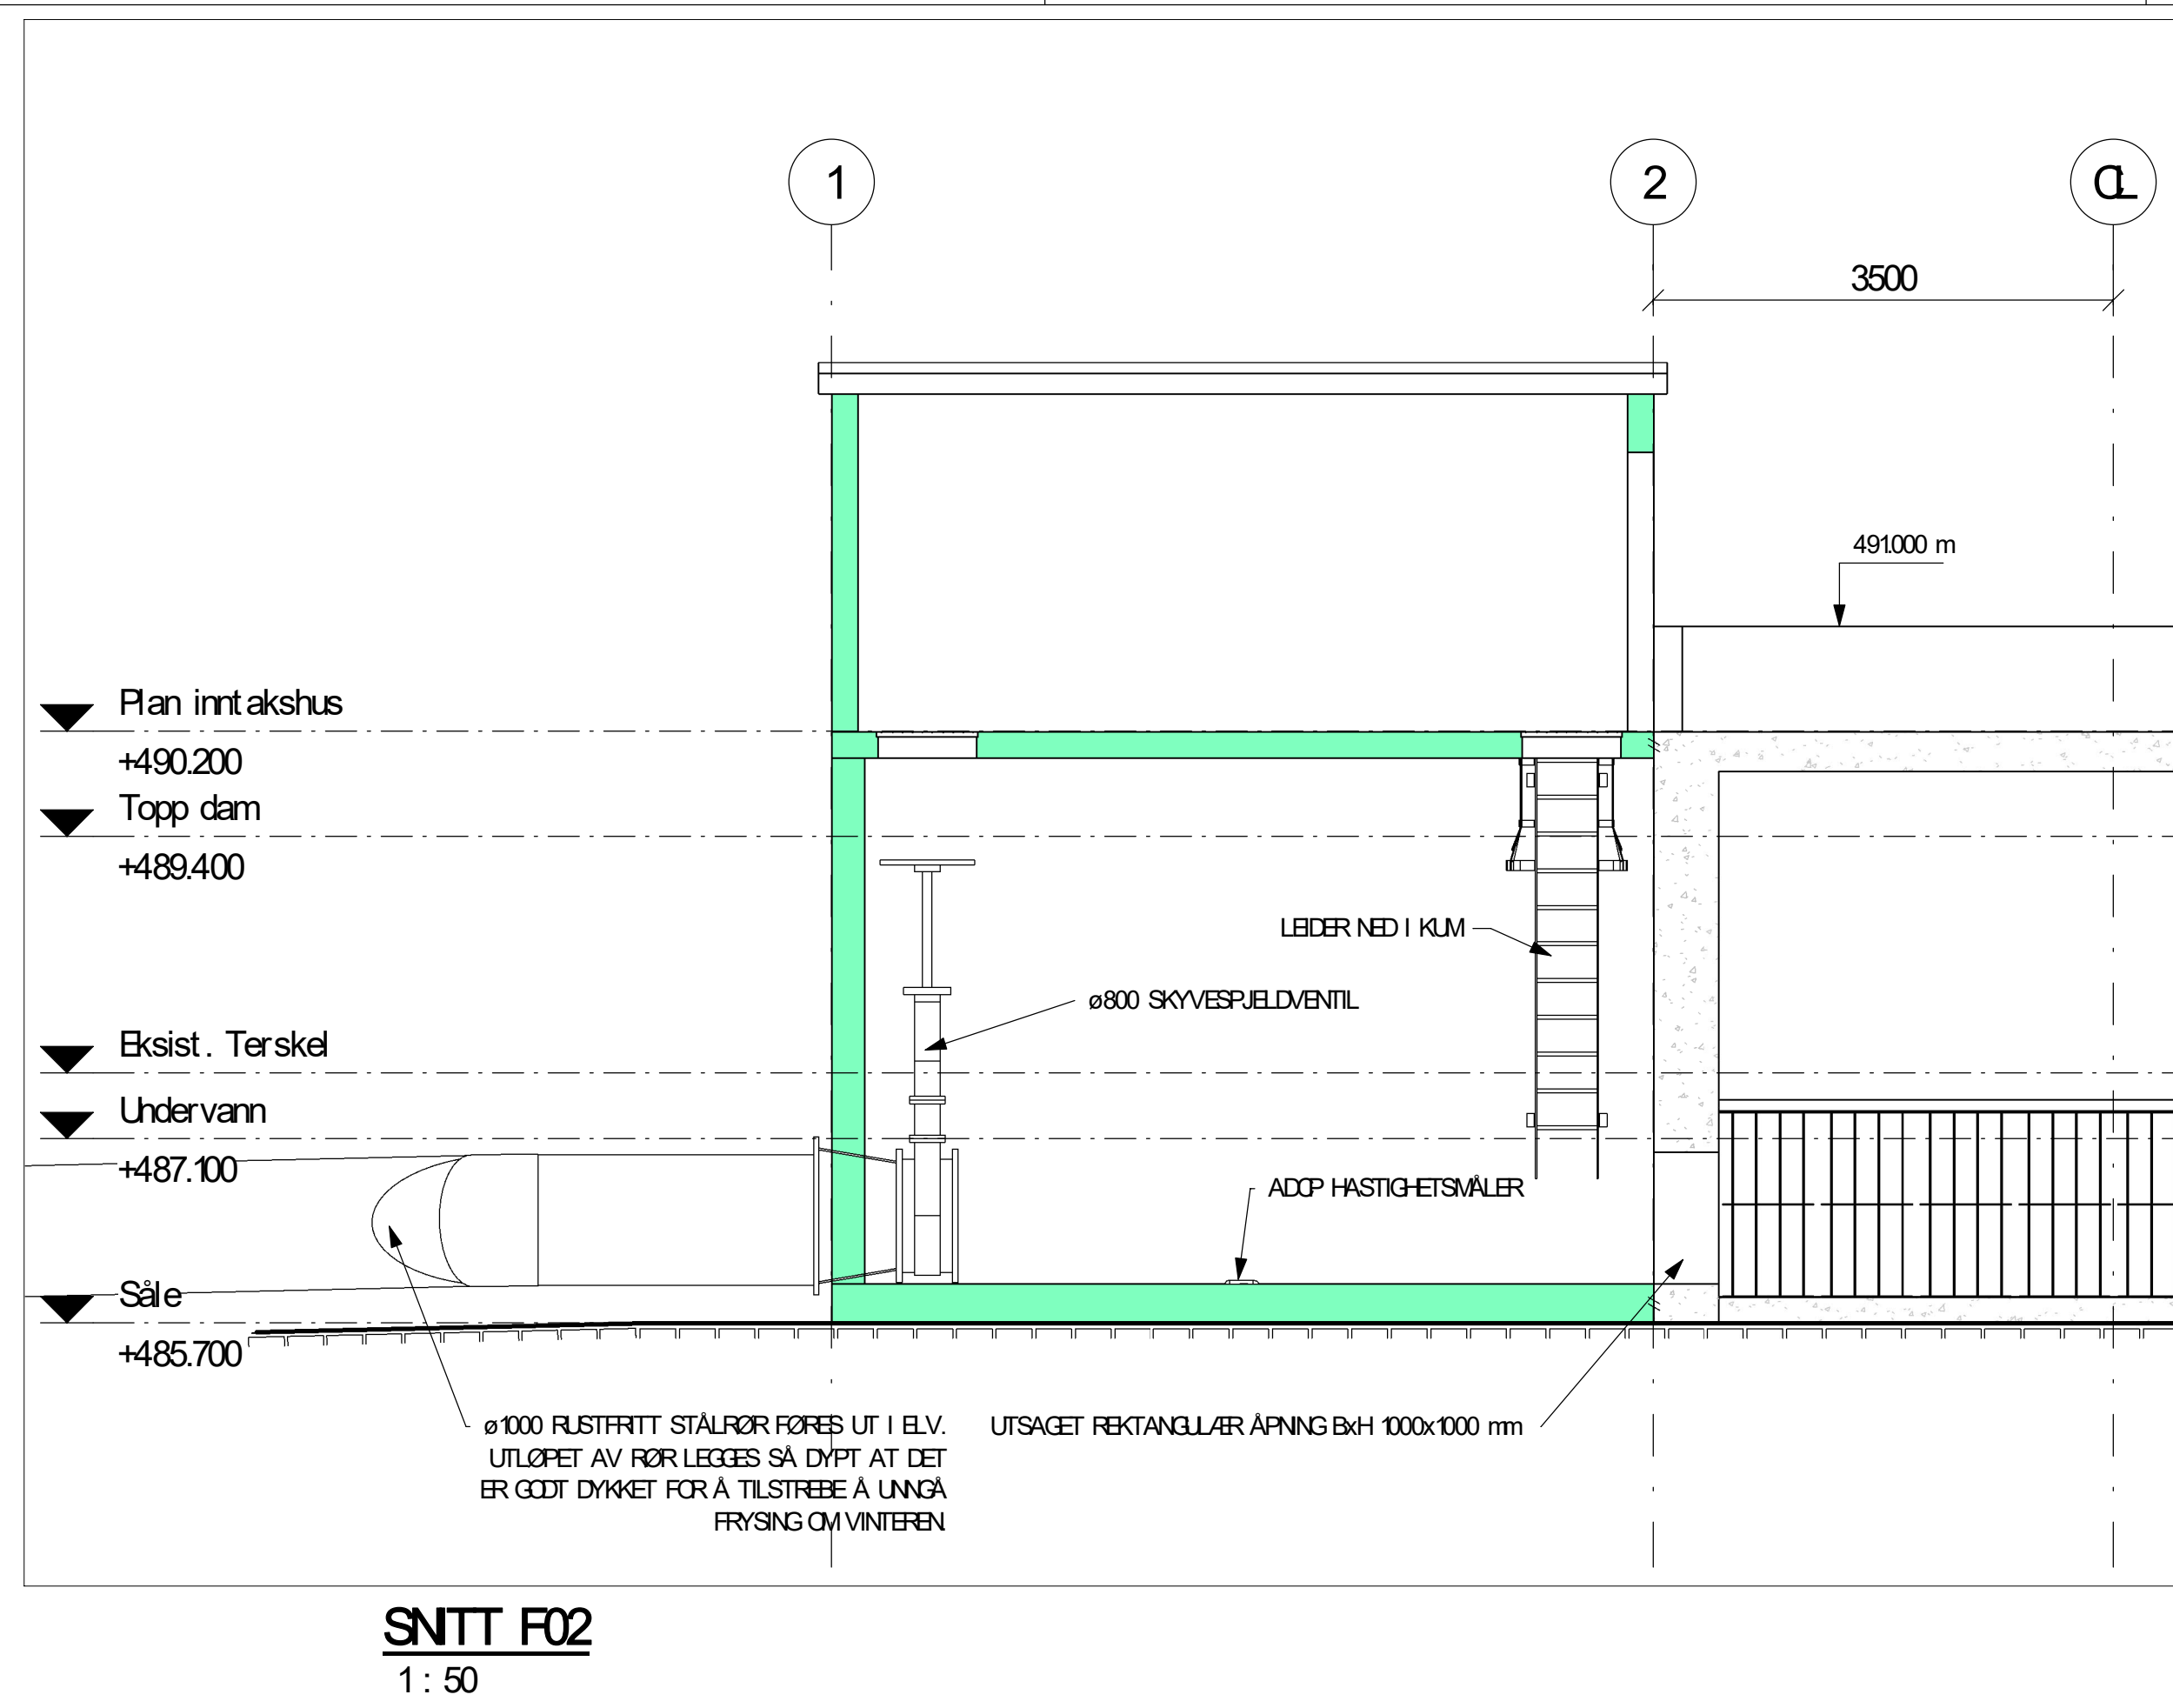 1
2
CL
3500
491.000 m
Plan inntakshus
+490.200
Topp dam
+489.400
LEIDER NED I KUM
ø800 SKYVESPJELDVENTIL
Eksist. Terskel
Undervann
+487.100
ADCP HASTIGHETSMÅLER
Såle
+485.700
ø1000 RUSTFRITT STÅLRØR FØRES UT I ELV.
UTLØPET AV RØR LEGGES SÅ DYPT AT DET
ER GODT DYKKET FOR Å TILSTREBE Å UNNGÅ
FRYSING OM VINTEREN.
UTSAGET REKTANGULÆR ÅPNING BxH 1000x1000 mm
SNITT F02
1 : 50